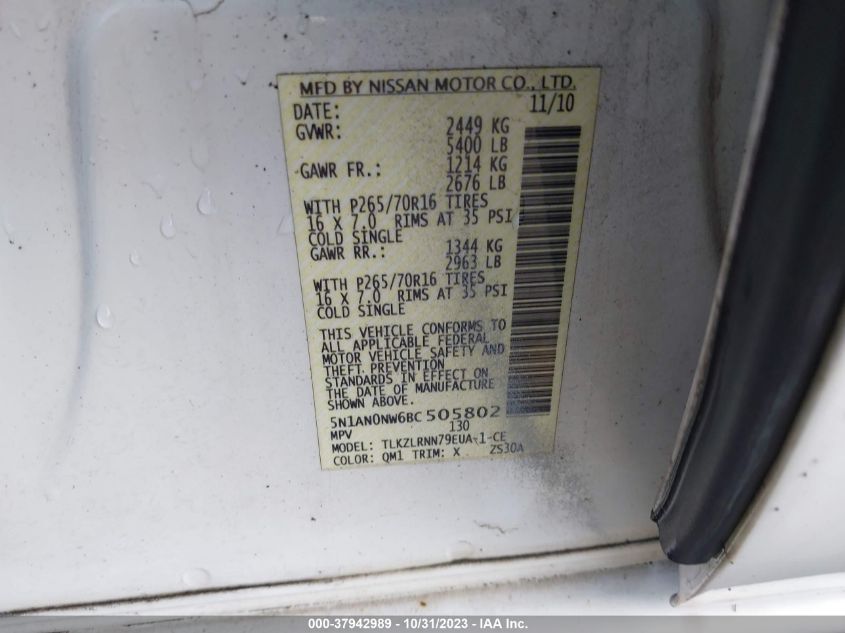 MFD BY NISSAN MOTOR CO., LTD.
DATE: 11/10
GVWR: 2449 KG
5400 LB
GAWR FR.: 1214 KG
2676 LB
WITH P265/70R16 TIRES
16 X 7.0 RIMS AT 35 PSI
COLD SINGLE
GAWR RR.: 1344 KG
2963 LB
WITH P265/70R16 TIRES
16 X 7.0 RIMS AT 35 PSI
COLD SINGLE
THIS VEHICLE CONFORMS TO
ALL APPLICABLE FEDERAL
MOTOR VEHICLE SAFETY AND
THEFT PREVENTION
STANDARDS IN EFFECT ON
THE DATE OF MANUFACTURE
SHOWN ABOVE.
5N1AN0NW6BC505802
MPV 130
MODEL: TLKZLRNN79EUA-1-CE
COLOR: QM1 TRIM: X ZS30A
000-37942989 - 10/31/2023 - IAA Inc.